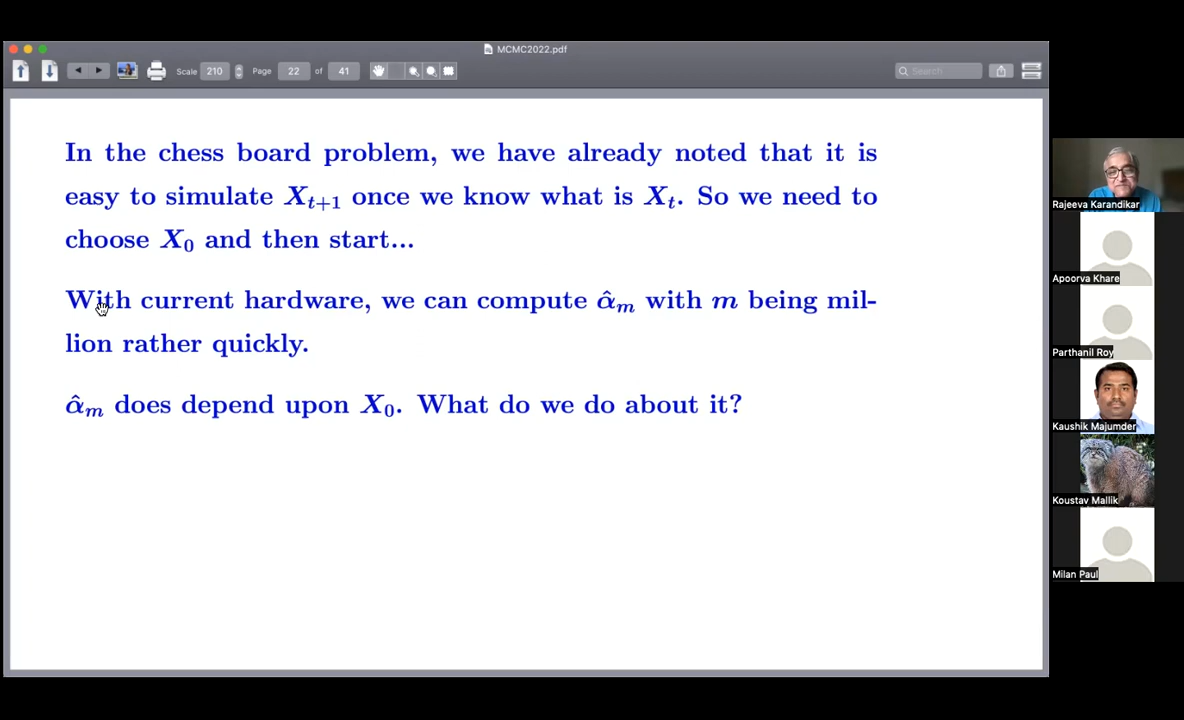 MCMC2022.pdf
Scale 210 Page 22 of 41 Search
In the chess board problem, we have already noted that it is
easy to simulate X_{t+1} once we know what is X_t. So we need to
choose X_0 and then start...
With current hardware, we can compute α̂_m with m being mil-
lion rather quickly.
α̂_m does depend upon X_0. What do we do about it?
Rajeeva Karandikar
Apoorva Khare
Parthanil Roy
Kaushik Majumder
Koustav Mallik
Milan Paul